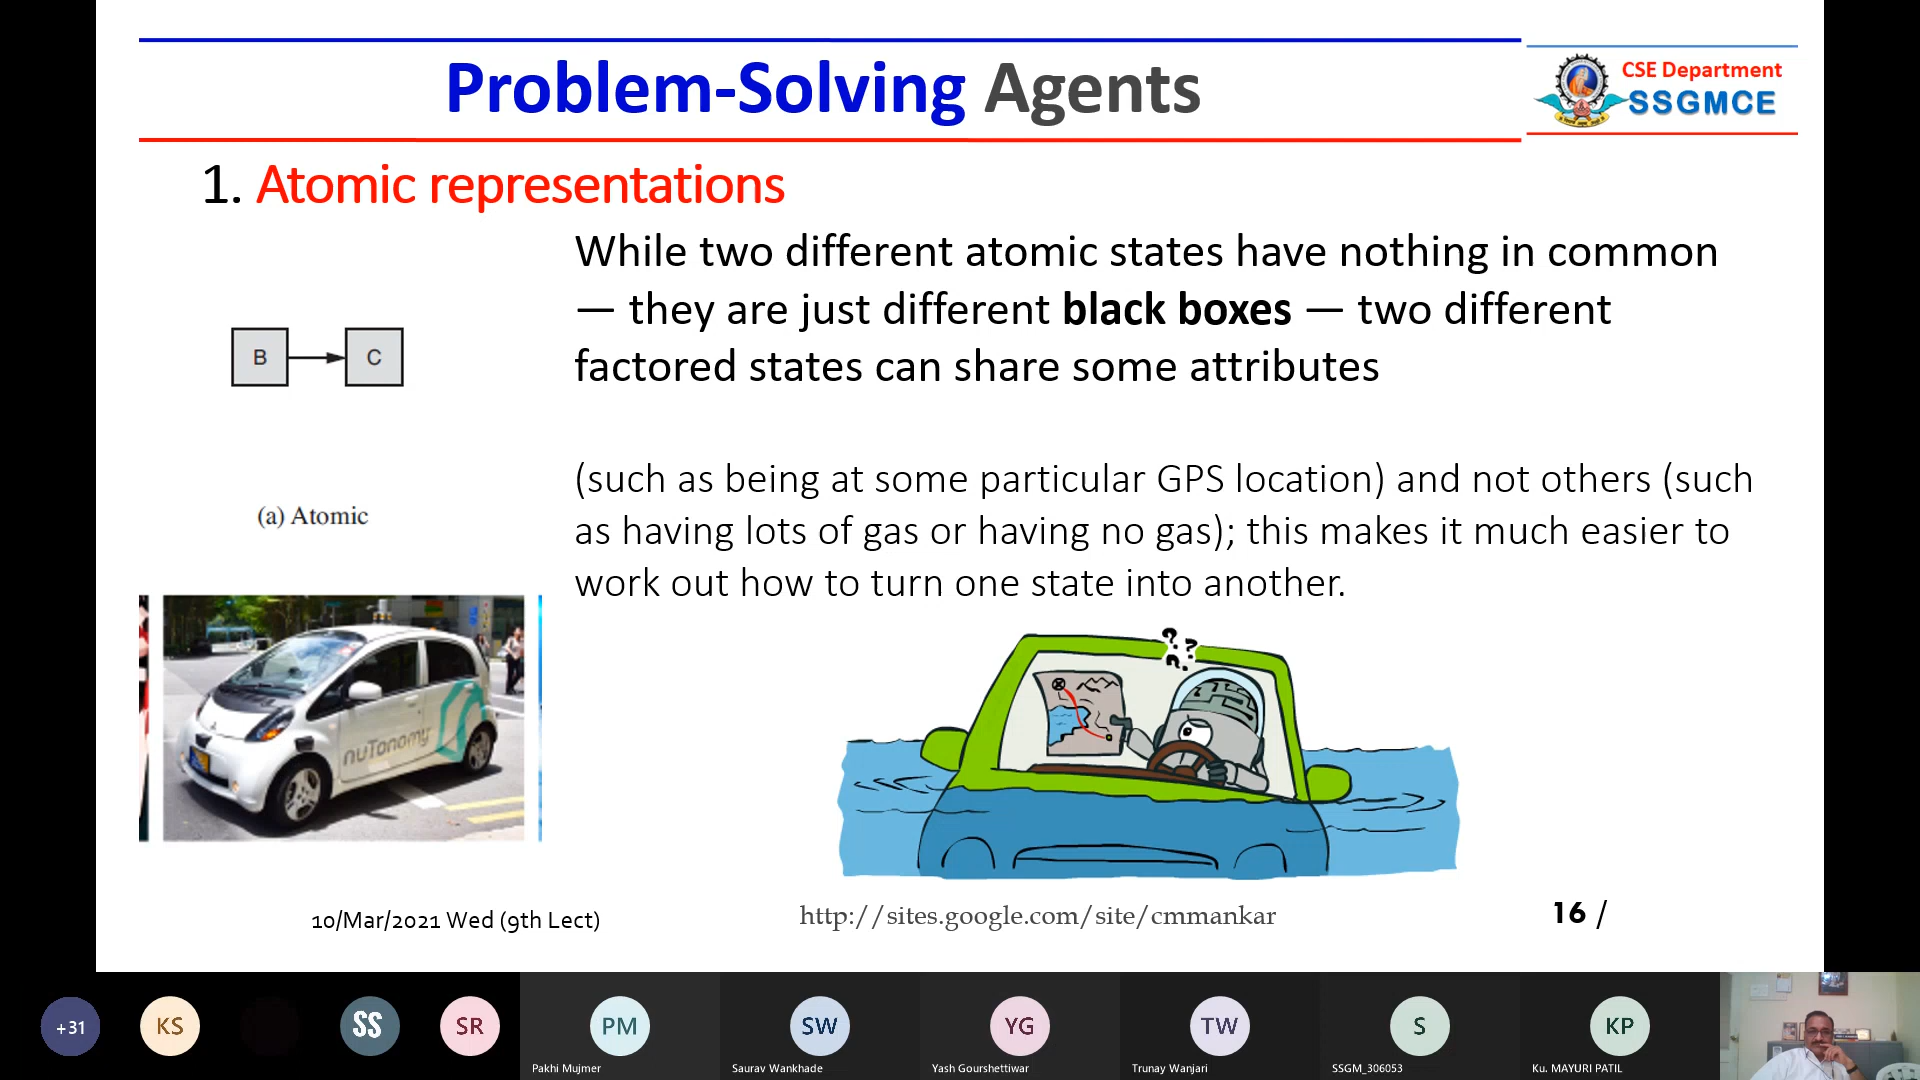 Problem-Solving Agents
CSE Department
SSGMCE
1. Atomic representations
While two different atomic states have nothing in common
— they are just different black boxes — two different
factored states can share some attributes
B
C
(such as being at some particular GPS location) and not others (such
as having lots of gas or having no gas); this makes it much easier to
work out how to turn one state into another.
(a) Atomic
nuTonomy
? ?
?
10/Mar/2021 Wed (9th Lect)
http://sites.google.com/site/cmmankar
16 /
+31
KS
SS
SR
PM
SW
YG
TW
S
KP
Pakhi Mujmer
Saurav Wankhade
Yash Gourshettiwar
Trunay Wanjari
SSGM_306053
Ku. MAYURI PATIL